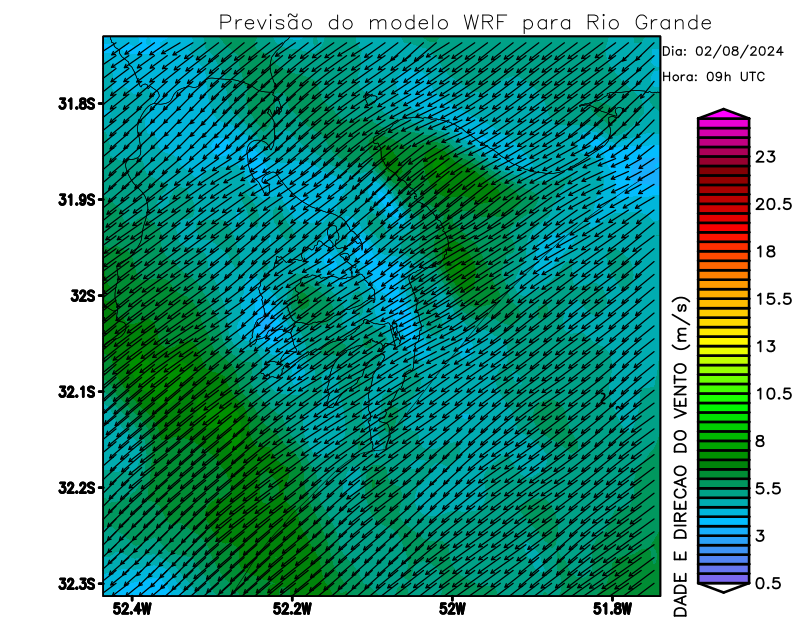 Previsão do modelo WRF para Rio Grande
Dia: 02/08/2024
Hora: 09h UTC
31.8S
31.9S
32S
32.1S
32.2S
32.3S
52.4W
52.2W
52W
51.8W
DADE E DIRECAO DO VENTO (m/s)
23
20.5
18
15.5
13
10.5
8
5.5
3
0.5